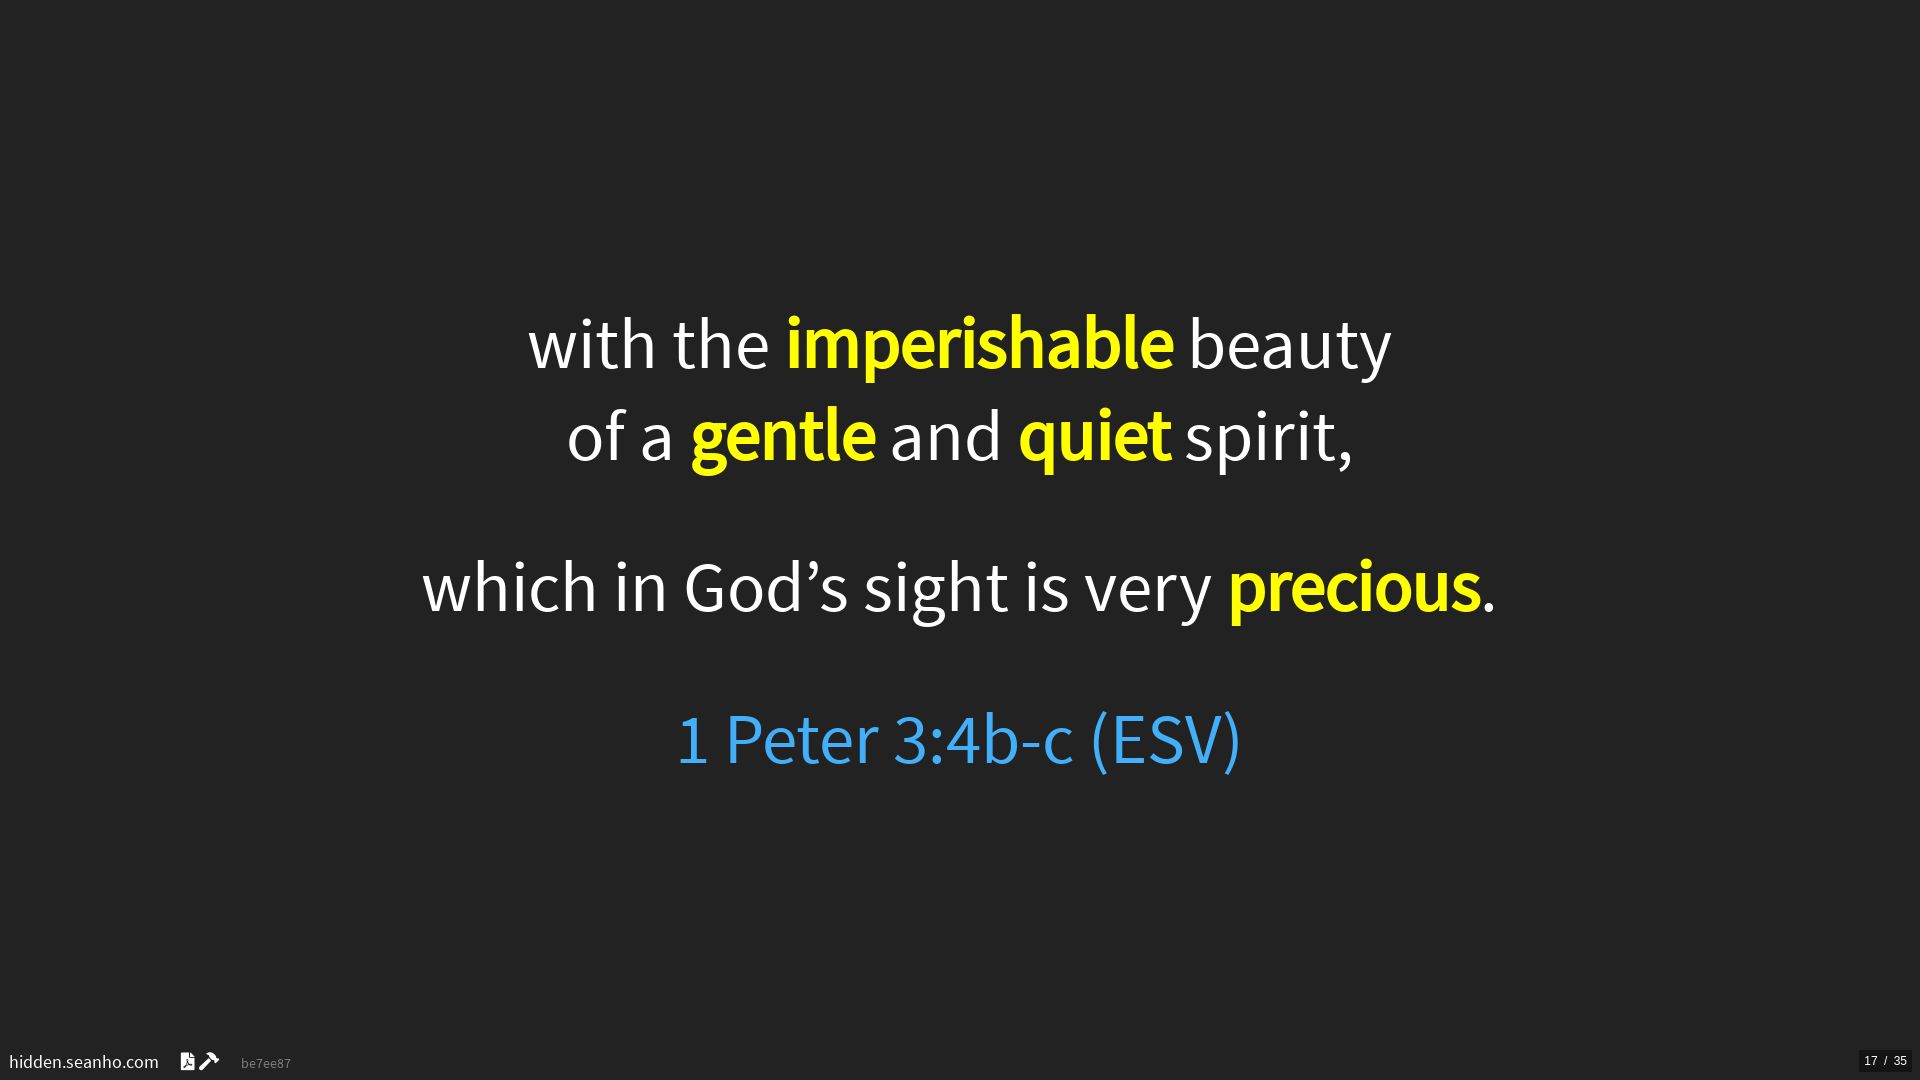 with the imperishable beauty
of a gentle and quiet spirit,
which in God’s sight is very precious.
1 Peter 3:4b-c (ESV)
hidden.seanho.com be7ee87
17 / 35